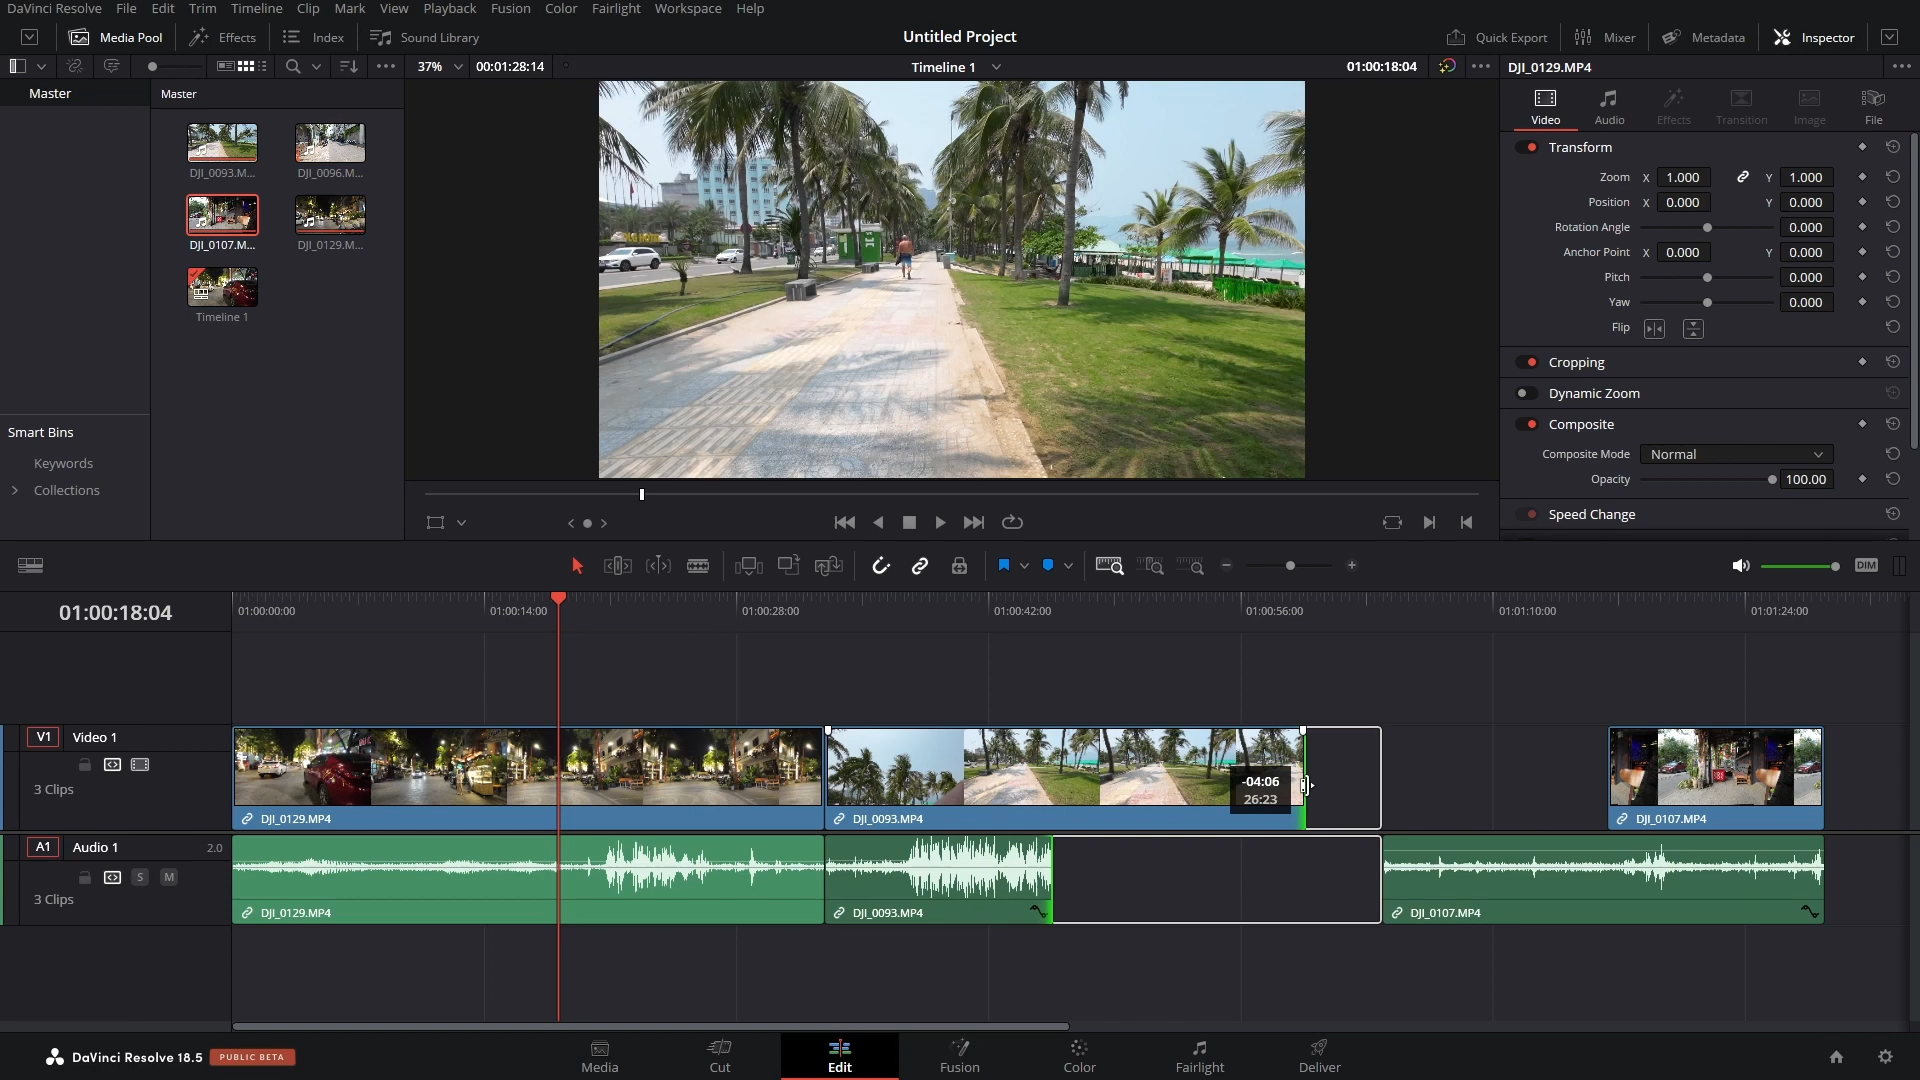 DaVinci Resolve File Edit Trim Timeline Clip Mark View Playback Fusion Color Fairlight Workspace Help
Media Pool Effects Index Sound Library Untitled Project Quick Export Mixer Metadata Inspector
37% 00:01:28:14 Timeline 1 01:00:18:04 DJI_0129.MP4
Master Master
Video Audio Effects Transition Image File
DJI_0093.M... DJI_0096.M...
DJI_0107.M... DJI_0129.M...
Timeline 1
Smart Bins
Keywords
Collections
Transform
Zoom X 1.000 Y 1.000
Position X 0.000 Y 0.000
Rotation Angle 0.000
Anchor Point X 0.000 Y 0.000
Pitch 0.000
Yaw 0.000
Flip
Cropping
Dynamic Zoom
Composite
Composite Mode Normal
Opacity 100.00
Speed Change
DIM
01:00:18:04 01:00:00:00 01:00:14:00 01:00:28:00 01:00:42:00 01:00:56:00 01:01:10:00 01:01:24:00
V1 Video 1
3 Clips
-04:06
26:23
DJI_0129.MP4 DJI_0093.MP4 DJI_0107.MP4
A1 Audio 1 2.0
S M
3 Clips
DJI_0129.MP4 DJI_0093.MP4 DJI_0107.MP4
DaVinci Resolve 18.5 PUBLIC BETA
Media Cut Edit Fusion Color Fairlight Deliver